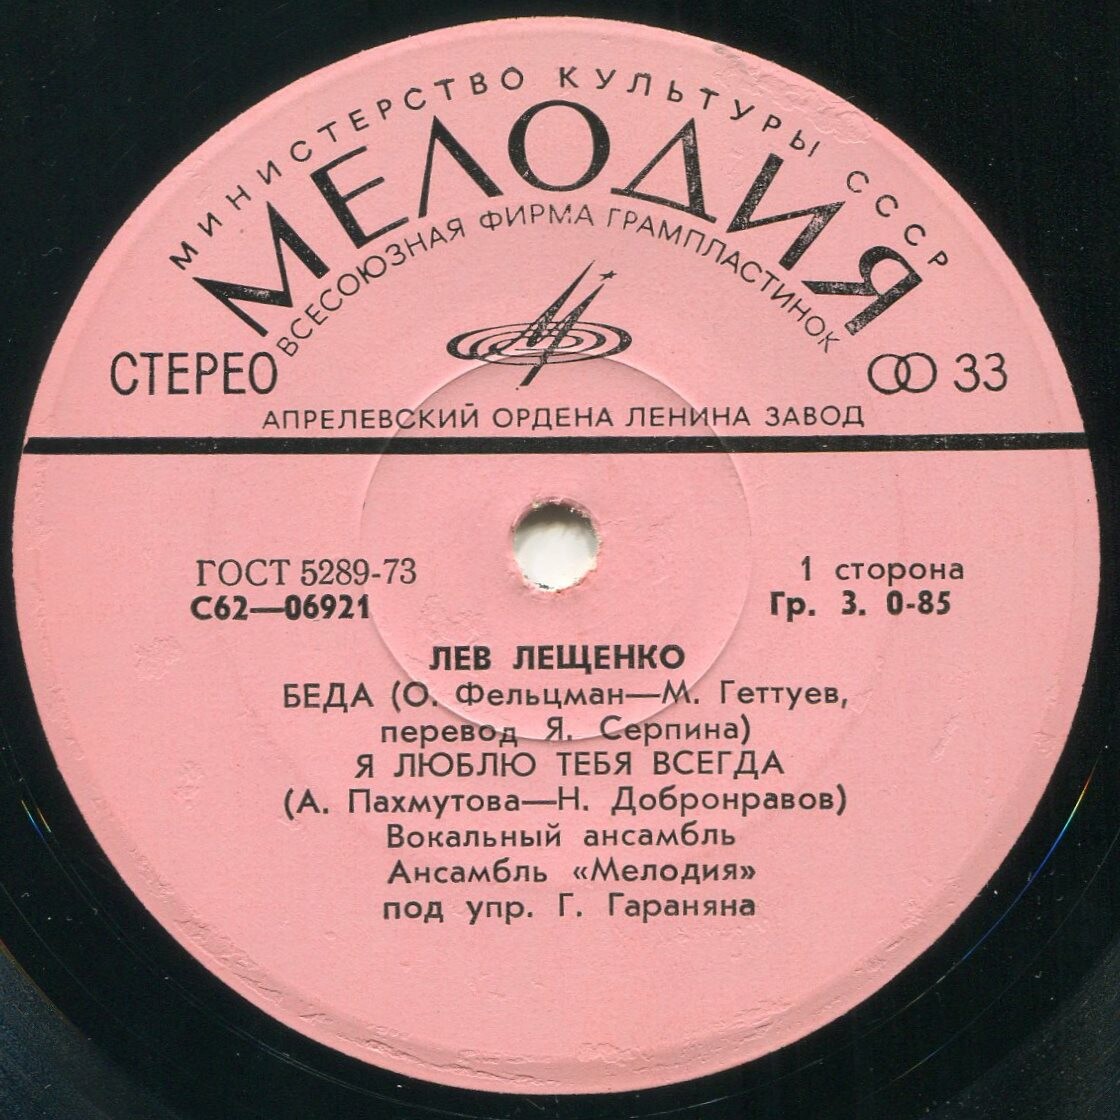 МИНИСТЕРСТВО КУЛЬТУРЫ СССР
МЕЛОДИЯ
ВСЕСОЮЗНАЯ ФИРМА ГРАМПЛАСТИНОК
СТЕРЕО
33
АПРЕЛЕВСКИЙ ОРДЕНА ЛЕНИНА ЗАВОД
ГОСТ 5289-73
1 сторона
С62—06921
Гр. 3. 0-85
ЛЕВ ЛЕЩЕНКО
БЕДА (О. Фельцман—М. Геттуев,
перевод Я. Серпина)
Я ЛЮБЛЮ ТЕБЯ ВСЕГДА
(А. Пахмутова—Н. Добронравов)
Вокальный ансамбль
Ансамбль «Мелодия»
под упр. Г. Гараняна